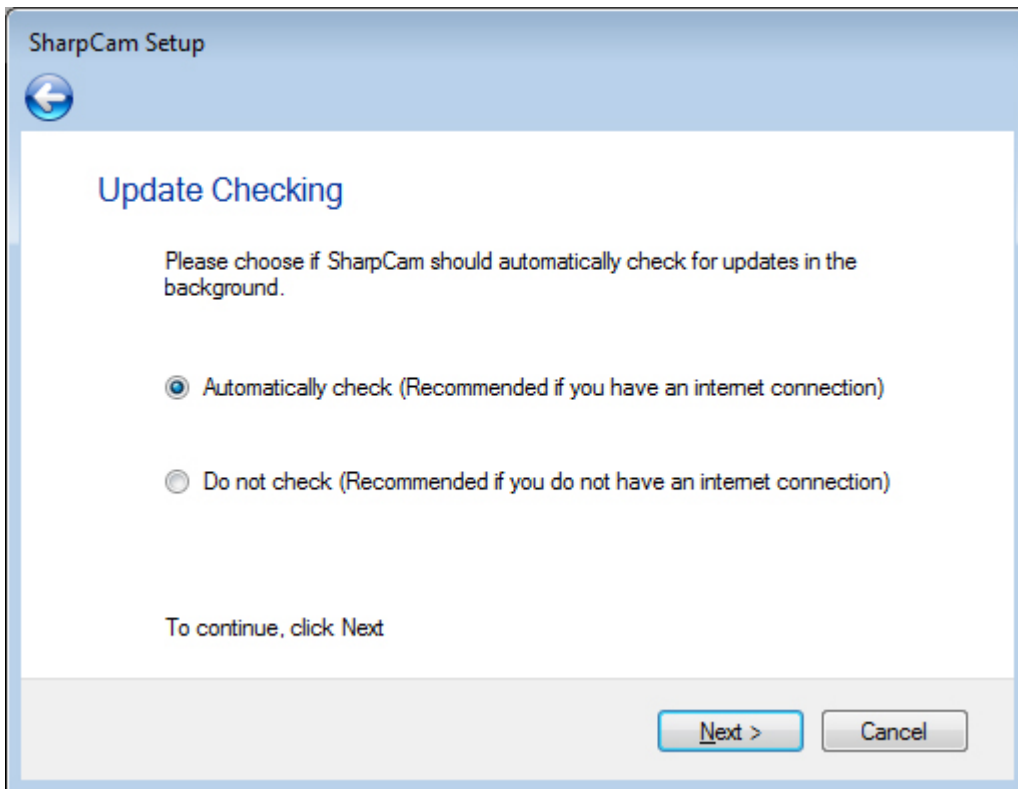 SharpCam Setup
Update Checking
Please choose if SharpCam should automatically check for updates in the
background.
Automatically check (Recommended if you have an internet connection)
Do not check (Recommended if you do not have an internet connection)
To continue, click Next
Next >
Cancel